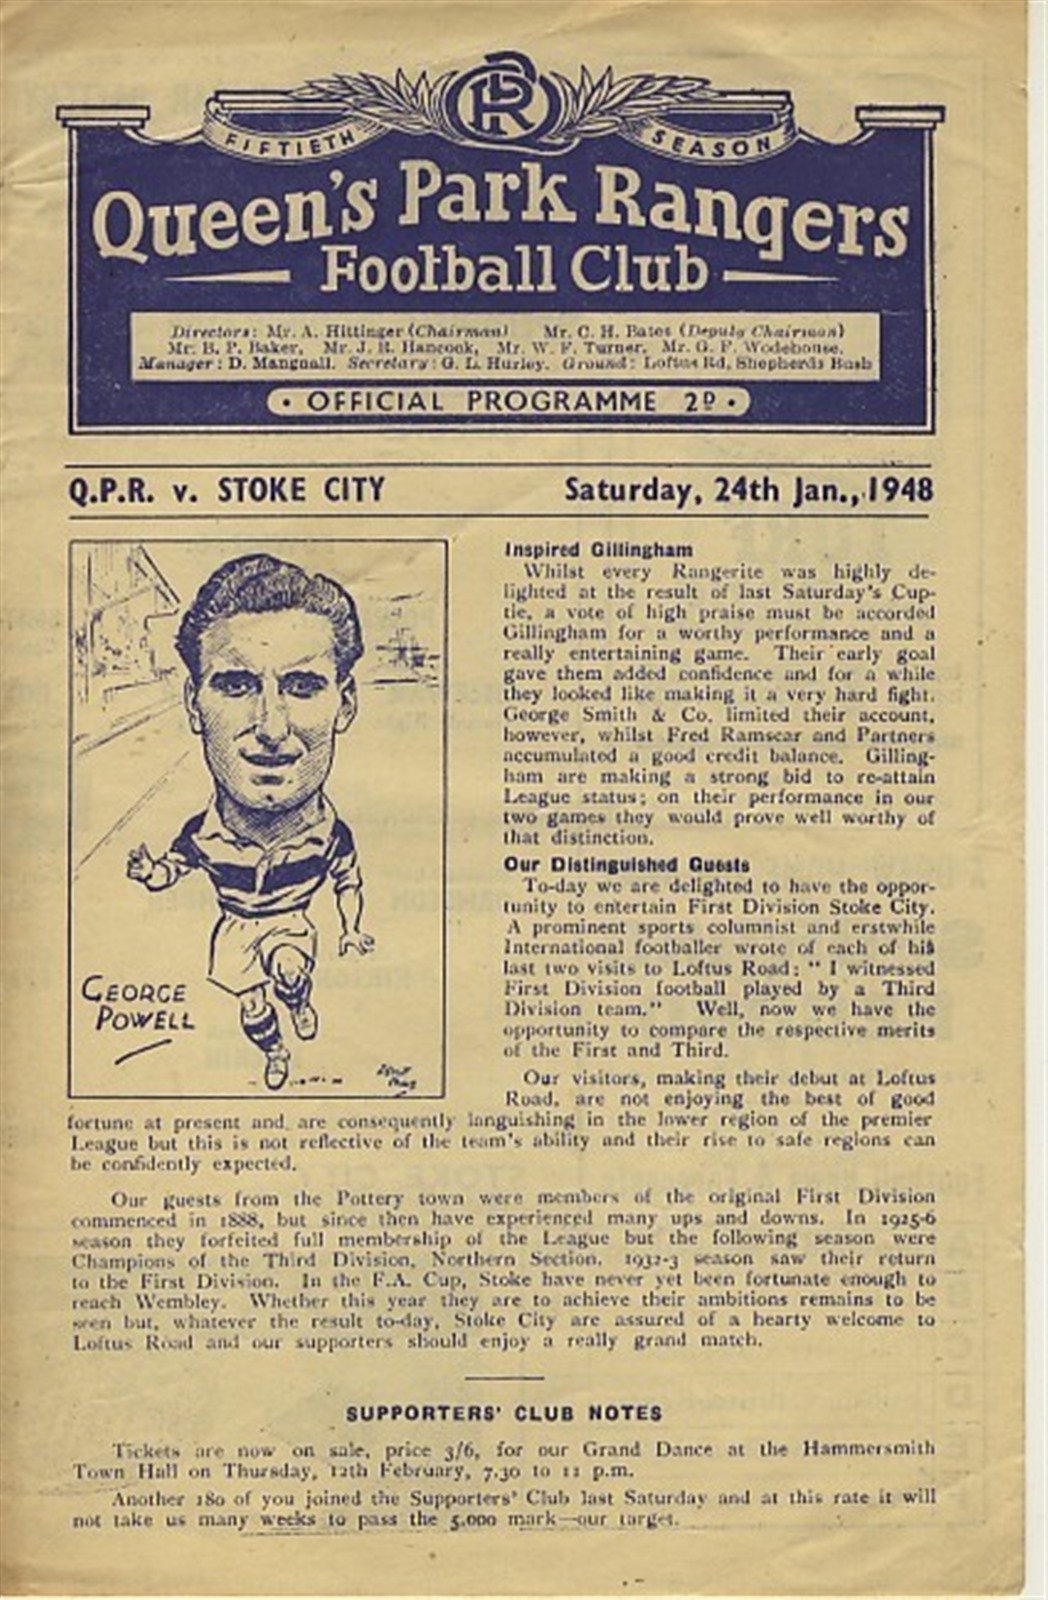 QPR
FIFTIETH SEASON
Queen's Park Rangers
Football Club
Directors: Mr. A. Hittinger (Chairman) Mr. C. H. Bates (Deputy Chairman)
Mr. B. P. Baker, Mr. J. H. Hancock, Mr. W. F. Turner, Mr. G. F. Wodehouse.
Manager: D. Mangnall. Secretary: G. L. Hurley. Ground: Loftus Rd, Shepherds Bush
• OFFICIAL PROGRAMME 2D •
Q.P.R. v. STOKE CITY Saturday, 24th Jan., 1948
GEORGE
POWELL
Inspired Gillingham
Whilst every Rangerite was highly de-
lighted at the result of last Saturday's Cup-
tie, a vote of high praise must be accorded
Gillingham for a worthy performance and a
really entertaining game. Their early goal
gave them added confidence and for a while
they looked like making it a very hard fight.
George Smith & Co. limited their account,
however, whilst Fred Ramscar and Partners
accumulated a good credit balance. Gilling-
ham are making a strong bid to re-attain
League status; on their performance in our
two games they would prove well worthy of
that distinction.
Our Distinguished Guests
To-day we are delighted to have the oppor-
tunity to entertain First Division Stoke City.
A prominent sports columnist and erstwhile
International footballer wrote of each of his
last two visits to Loftus Road: "I witnessed
First Division football played by a Third
Division team." Well, now we have the
opportunity to compare the respective merits
of the First and Third.
Our visitors, making their debut at Loftus
Road, are not enjoying the best of good
fortune at present and are consequently languishing in the lower region of the premier
League but this is not reflective of the team's ability and their rise to safe regions can
be confidently expected.
Our guests from the Pottery town were members of the original First Division
commenced in 1888, but since then have experienced many ups and downs. In 1925-6
season they forfeited full membership of the League but the following season were
Champions of the Third Division, Northern Section. 1932-3 season saw their return
to the First Division. In the F.A. Cup, Stoke have never yet been fortunate enough to
reach Wembley. Whether this year they are to achieve their ambitions remains to be
seen but, whatever the result to-day, Stoke City are assured of a hearty welcome to
Loftus Road and our supporters should enjoy a really grand match.
SUPPORTERS' CLUB NOTES
Tickets are now on sale, price 3/6, for our Grand Dance at the Hammersmith
Town Hall on Thursday, 12th February, 7.30 to 11 p.m.
Another 180 of you joined the Supporters' Club last Saturday and at this rate it will
not take us many weeks to pass the 5,000 mark—our target.